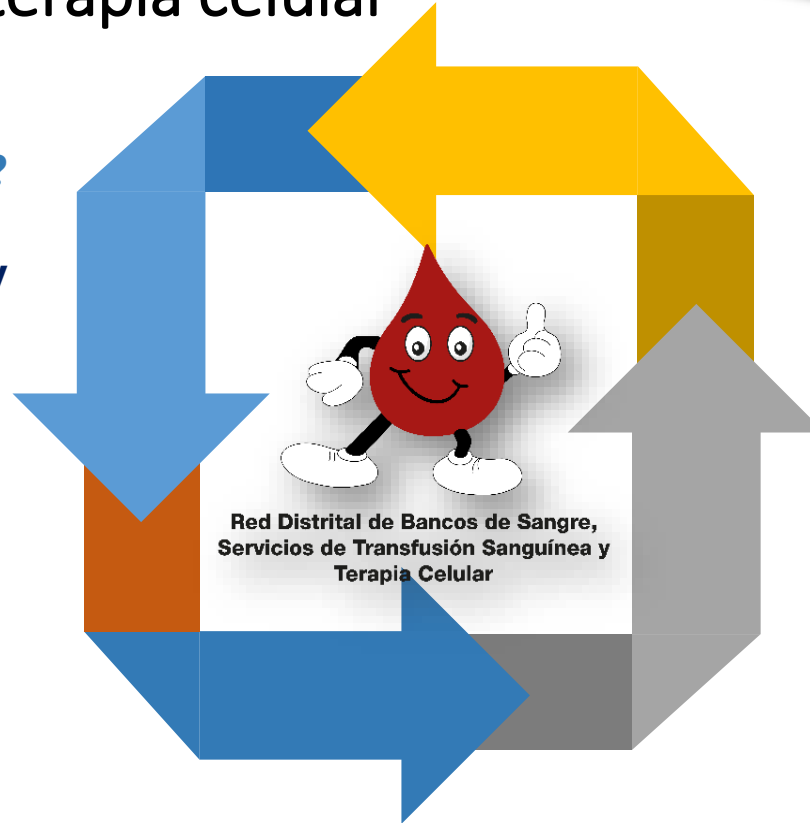 terapia celular
?
y
Red Distrital de Bancos de Sangre,
Servicios de Transfusión Sanguínea y
Terapia Celular